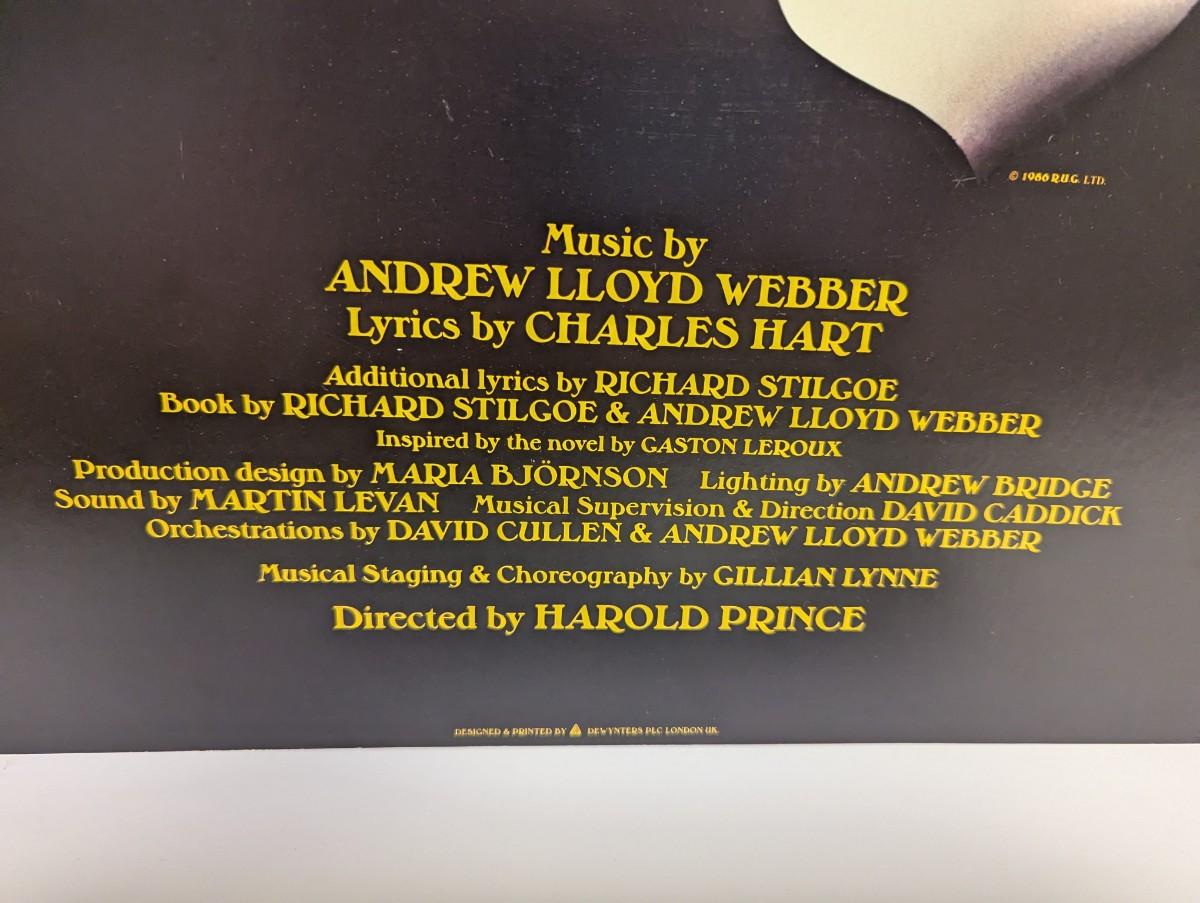 © 1986 R.U.G. LTD.
Music by
ANDREW LLOYD WEBBER
Lyrics by CHARLES HART
Additional lyrics by RICHARD STILGOE
Book by RICHARD STILGOE & ANDREW LLOYD WEBBER
Inspired by the novel by GASTON LEROUX
Production design by MARIA BJÖRNSON Lighting by ANDREW BRIDGE
Sound by MARTIN LEVAN Musical Supervision & Direction DAVID CADDICK
Orchestrations by DAVID CULLEN & ANDREW LLOYD WEBBER
Musical Staging & Choreography by GILLIAN LYNNE
Directed by HAROLD PRINCE
DESIGNED & PRINTED BY DEWYNTERS PLC LONDON UK